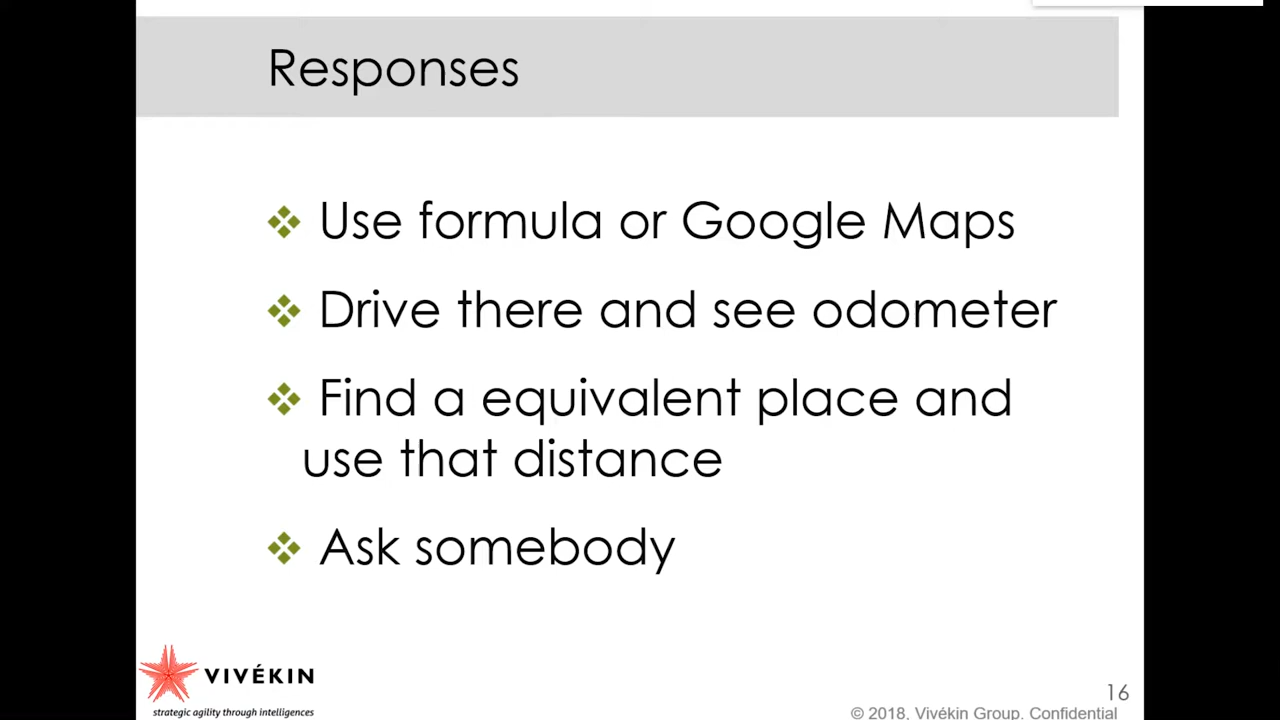 Responses
Use formula or Google Maps
Drive there and see odometer
Find a equivalent place and
use that distance
Ask somebody
VIVÉKIN
strategic agility through intelligences
16
© 2018, Vivékin Group. Confidential